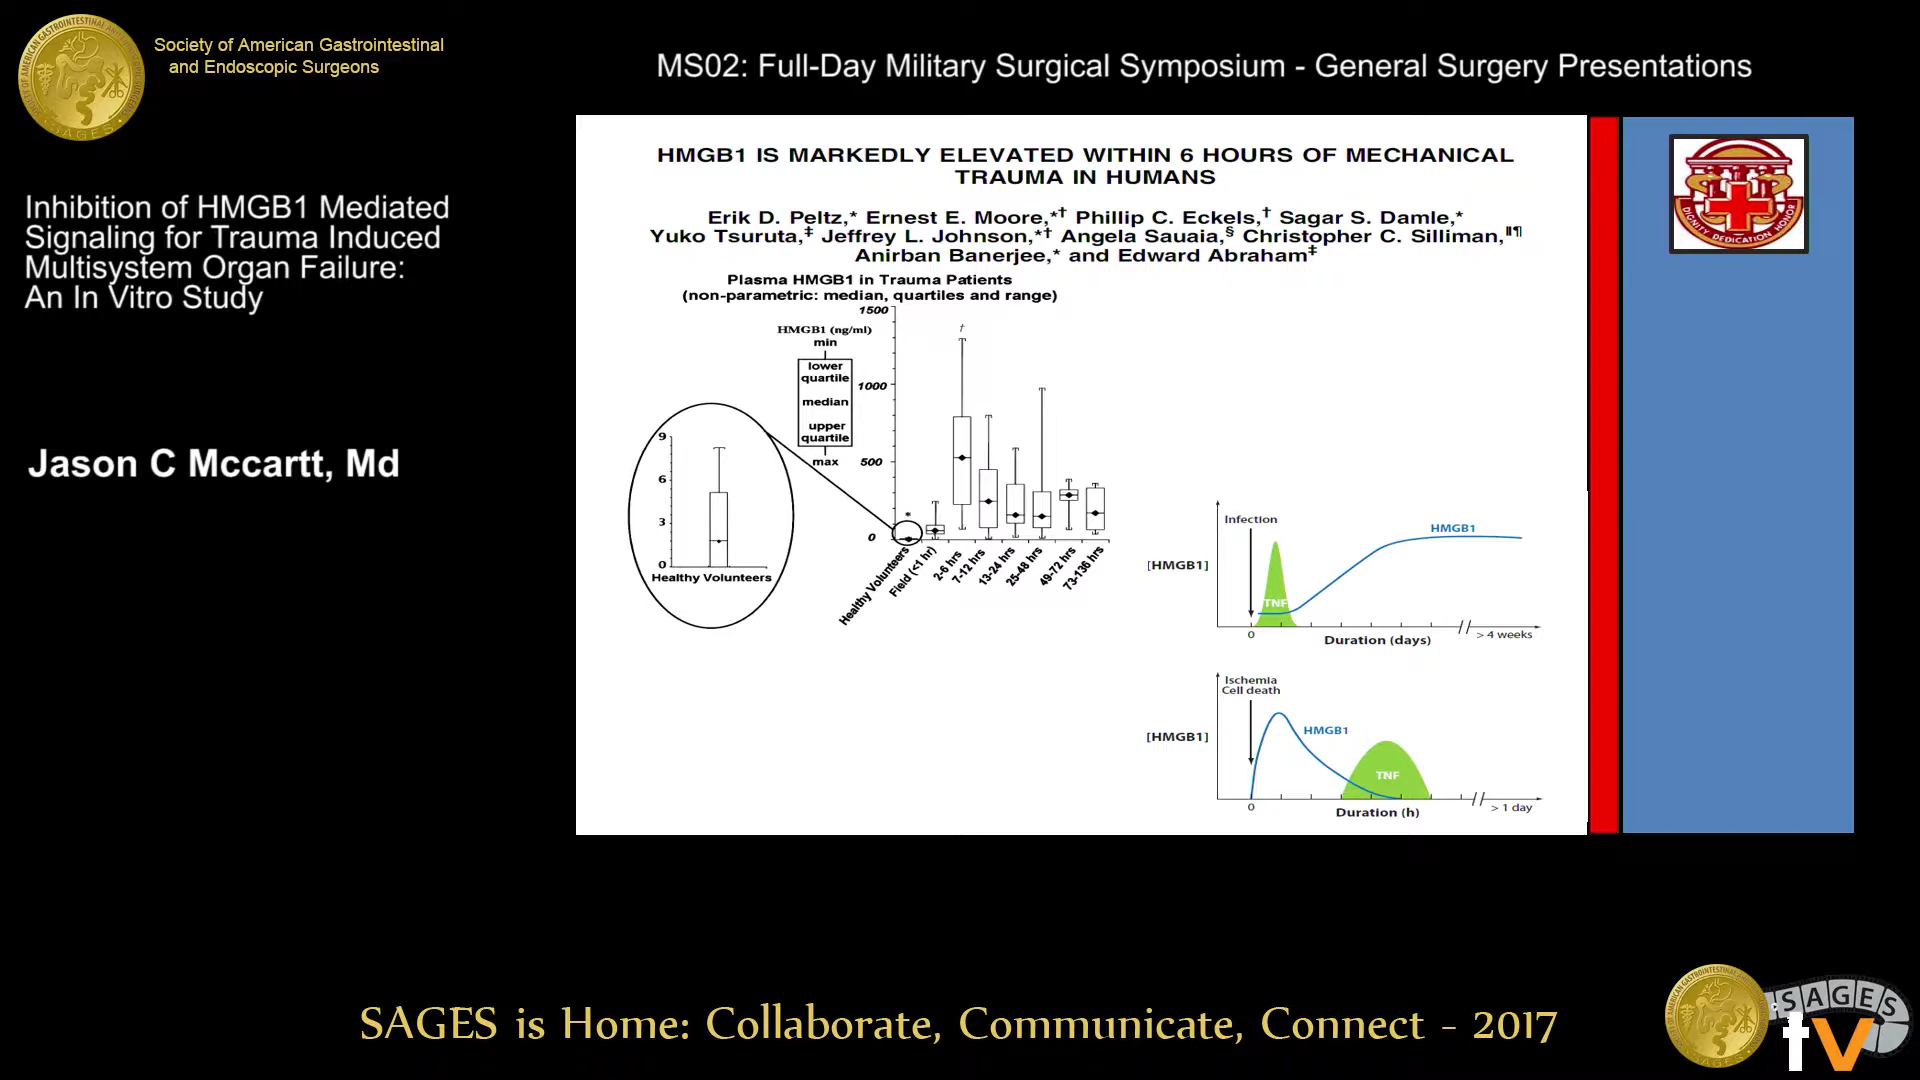 Society of American Gastrointestinal
and Endoscopic Surgeons
MS02: Full-Day Military Surgical Symposium - General Surgery Presentations
Inhibition of HMGB1 Mediated
Signaling for Trauma Induced
Multisystem Organ Failure:
An In Vitro Study
Jason C Mccartt, Md
HMGB1 IS MARKEDLY ELEVATED WITHIN 6 HOURS OF MECHANICAL
TRAUMA IN HUMANS
Erik D. Peltz,* Ernest E. Moore,*† Phillip C. Eckels,† Sagar S. Damle,*
Yuko Tsuruta,‡ Jeffrey L. Johnson,*† Angela Sauaia,§ Christopher C. Silliman,‖¶
Anirban Banerjee,* and Edward Abraham‡
Plasma HMGB1 in Trauma Patients
(non-parametric: median, quartiles and range)
HMGB1 (ng/ml)
min
lower
quartile
median
upper
quartile
max
1500
1000
500
0
†
*
Healthy Volunteers
Field (<1 hr)
2-6 hrs
7-12 hrs
13-24 hrs
25-48 hrs
49-72 hrs
73-136 hrs
9
6
3
0
Healthy Volunteers
Infection
HMGB1
[HMGB1]
TNF
0
Duration (days)
> 4 weeks
Ischemia
Cell death
HMGB1
[HMGB1]
TNF
0
Duration (h)
> 1 day
DIGNITY DEDICATION HONOR
SAGES is Home: Collaborate, Communicate, Connect - 2017
SAGES
tv